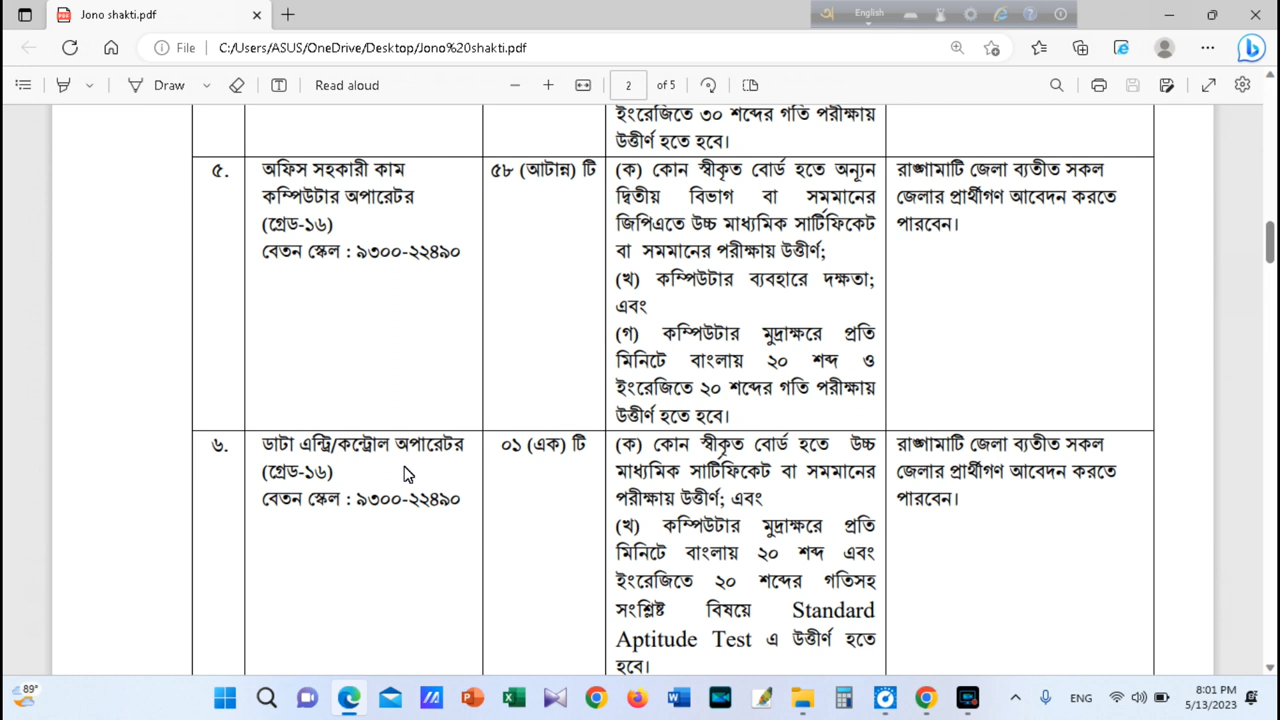 Jono shakti.pdf
English
File
C:/Users/ASUS/OneDrive/Desktop/Jono%20shakti.pdf
Draw
Read aloud
2
of 5
ইংরেজিতে ৩০ শব্দের গতি পরীক্ষায়
উত্তীর্ণ হতে হবে।
৫.
অফিস সহকারী কাম
কম্পিউটার অপারেটর
(গ্রেড-১৬)
বেতন স্কেল : ৯৩০০-২২৪৯০
৫৮ (আটান্ন) টি
(ক) কোন স্বীকৃত বোর্ড হতে অন্যূন
দ্বিতীয় বিভাগ বা সমমানের
জিপিএতে উচ্চ মাধ্যমিক সার্টিফিকেট
বা সমমানের পরীক্ষায় উত্তীর্ণ;
(খ) কম্পিউটার ব্যবহারে দক্ষতা;
এবং
(গ) কম্পিউটার মুদ্রাক্ষরে প্রতি
মিনিটে বাংলায় ২০ শব্দ ও
ইংরেজিতে ২০ শব্দের গতি পরীক্ষায়
উত্তীর্ণ হতে হবে।
রাঙ্গামাটি জেলা ব্যতীত সকল
জেলার প্রার্থীগণ আবেদন করতে
পারবেন।
৬.
ডাটা এন্ট্রি/কন্ট্রোল অপারেটর
(গ্রেড-১৬)
বেতন স্কেল : ৯৩০০-২২৪৯০
০১ (এক) টি
(ক) কোন স্বীকৃত বোর্ড হতে উচ্চ
মাধ্যমিক সার্টিফিকেট বা সমমানের
পরীক্ষায় উত্তীর্ণ; এবং
(খ) কম্পিউটার মুদ্রাক্ষরে প্রতি
মিনিটে বাংলায় ২০ শব্দ এবং
ইংরেজিতে ২০ শব্দের গতিসহ
সংশ্লিষ্ট বিষয়ে Standard
Aptitude Test এ উত্তীর্ণ হতে
হবে।
রাঙ্গামাটি জেলা ব্যতীত সকল
জেলার প্রার্থীগণ আবেদন করতে
পারবেন।
89°
ENG
8:01 PM
5/13/2023